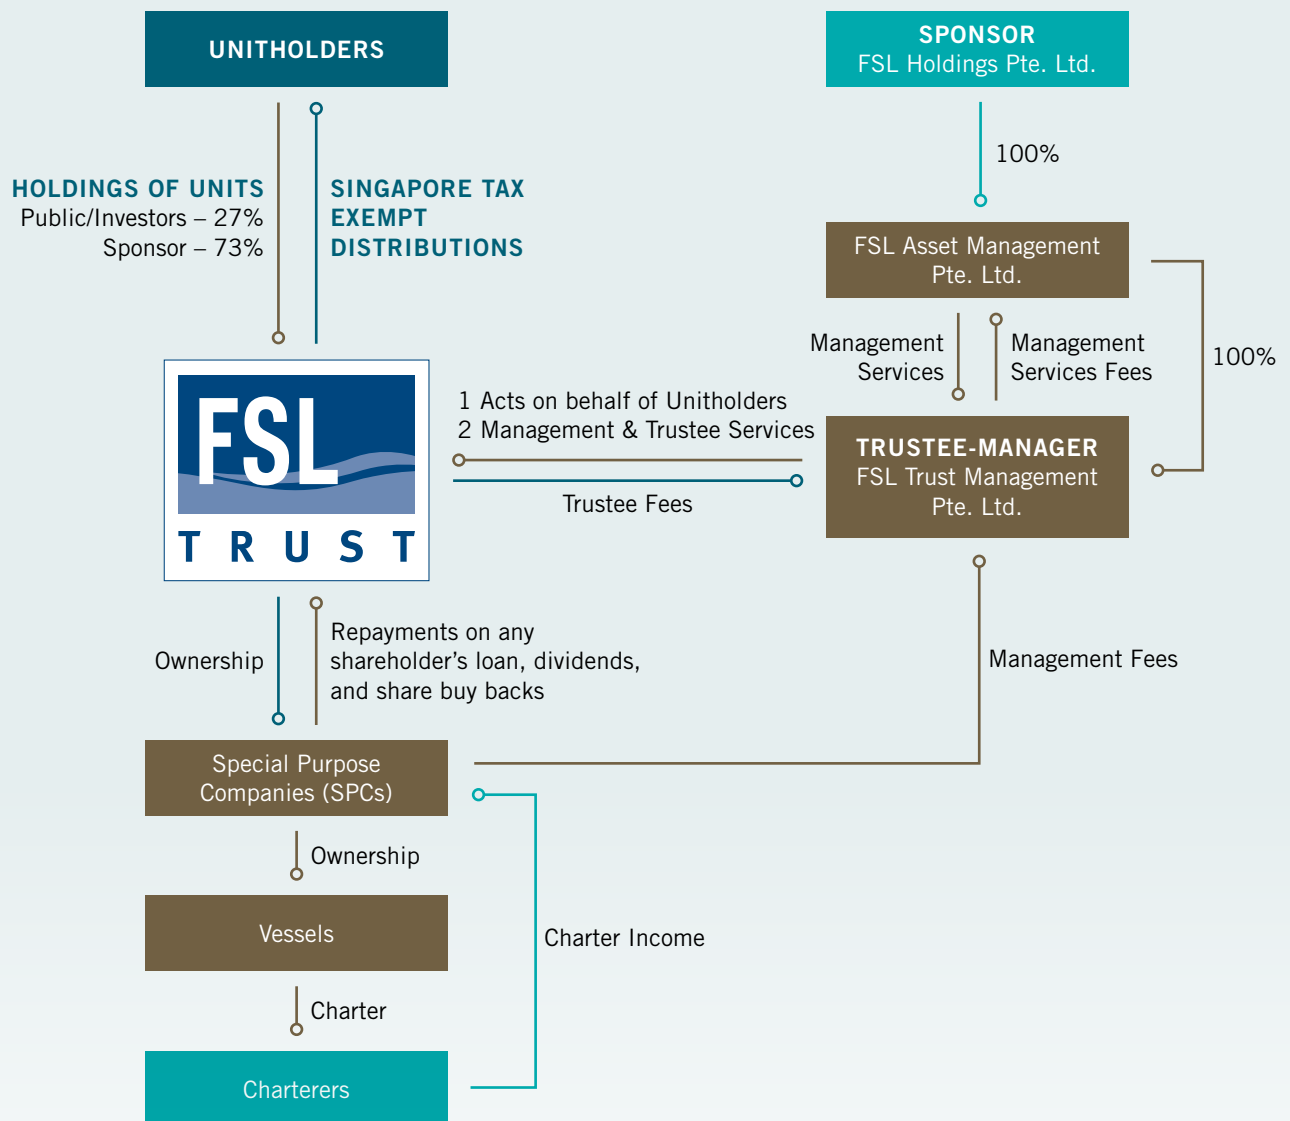 UNITHOLDERS
SPONSOR
FSL Holdings Pte. Ltd.
HOLDINGS OF UNITS
Public/Investors – 27%
Sponsor – 73%
SINGAPORE TAX
EXEMPT
DISTRIBUTIONS
100%
FSL Asset Management
Pte. Ltd.
Management
Services
Management
Services Fees
100%
FSL
TRUST
1 Acts on behalf of Unitholders
2 Management & Trustee Services
Trustee Fees
TRUSTEE-MANAGER
FSL Trust Management
Pte. Ltd.
Ownership
Repayments on any
shareholder’s loan, dividends,
and share buy backs
Management Fees
Special Purpose
Companies (SPCs)
Ownership
Vessels
Charter Income
Charter
Charterers